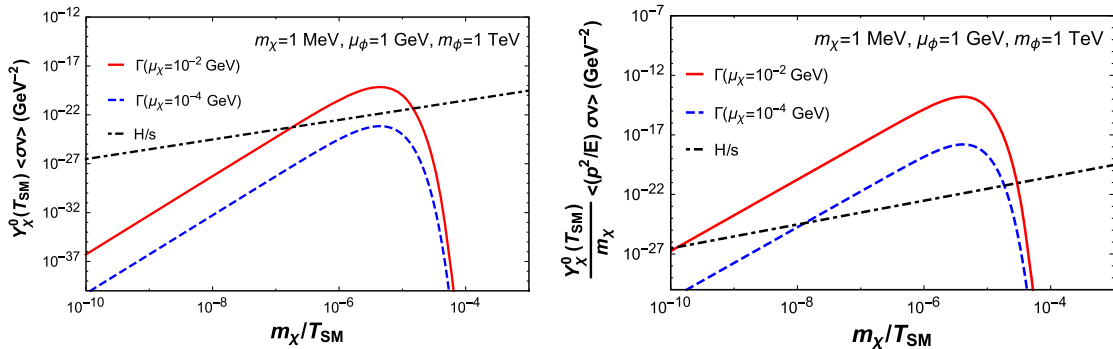 m_χ=1 MeV, μ_ϕ=1 GeV, m_ϕ=1 TeV
Γ(μ_χ=10^−2 GeV)
Γ(μ_χ=10^−4 GeV)
H/s
Y_χ^0(T_SM) <σv> (GeV^−2)
10^−12
10^−17
10^−22
10^−27
10^−32
10^−37
10^−10
10^−8
10^−6
10^−4
m_χ/T_SM
m_χ=1 MeV, μ_ϕ=1 GeV, m_ϕ=1 TeV
Γ(μ_χ=10^−2 GeV)
Γ(μ_χ=10^−4 GeV)
H/s
Y_χ^0(T_SM)/m_χ <(p^2/E) σv> (GeV^−2)
10^−7
10^−12
10^−17
10^−22
10^−27
10^−10
10^−8
10^−6
10^−4
m_χ/T_SM